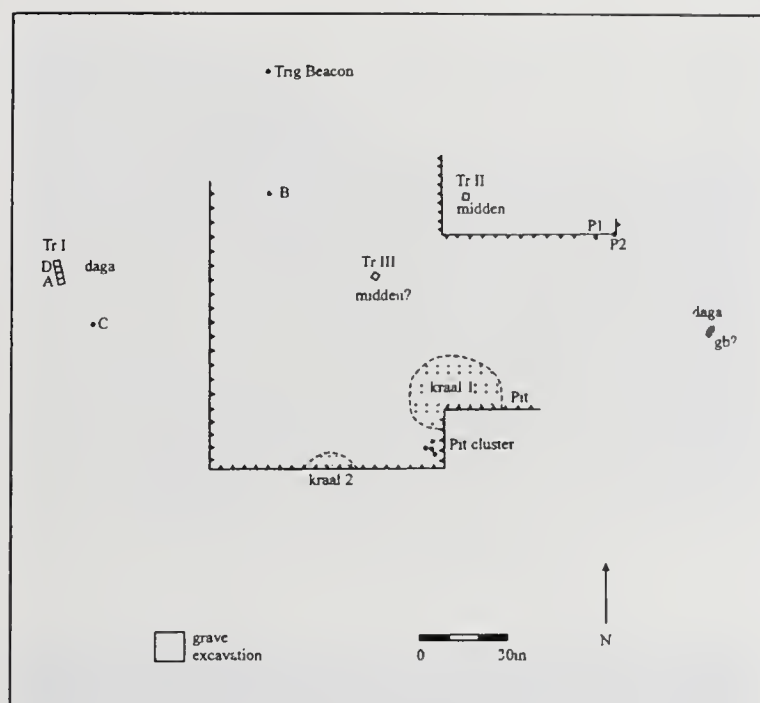 Trig Beacon
B
Tr II
midden
P1
P2
Tr I
D
A
daga
C
Tr III
midden?
daga
gb?
kraal 1
Pit
Pit cluster
kraal 2
grave
excavation
0
30m
N